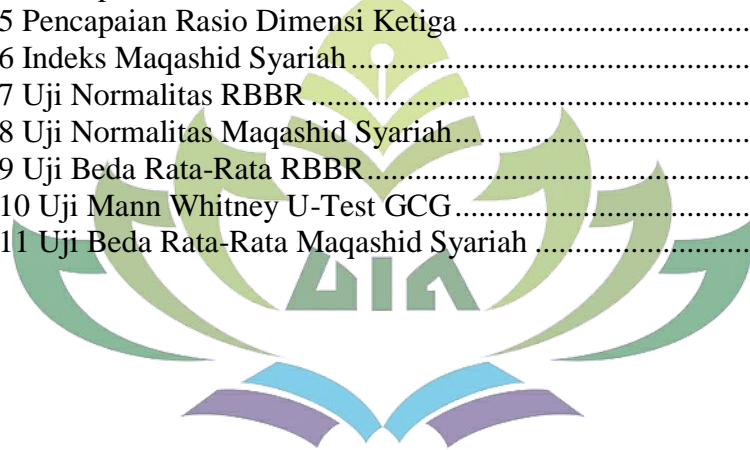 5 Pencapaian Rasio Dimensi Ketiga ....................................
6 Indeks Maqashid Syariah ....................................................
7 Uji Normalitas RBBR ..........................................................
8 Uji Normalitas Maqashid Syariah.......................................
9 Uji Beda Rata-Rata RBBR..................................................
10 Uji Mann Whitney U-Test GCG .......................................
11 Uji Beda Rata-Rata Maqashid Syariah ............................
UIN